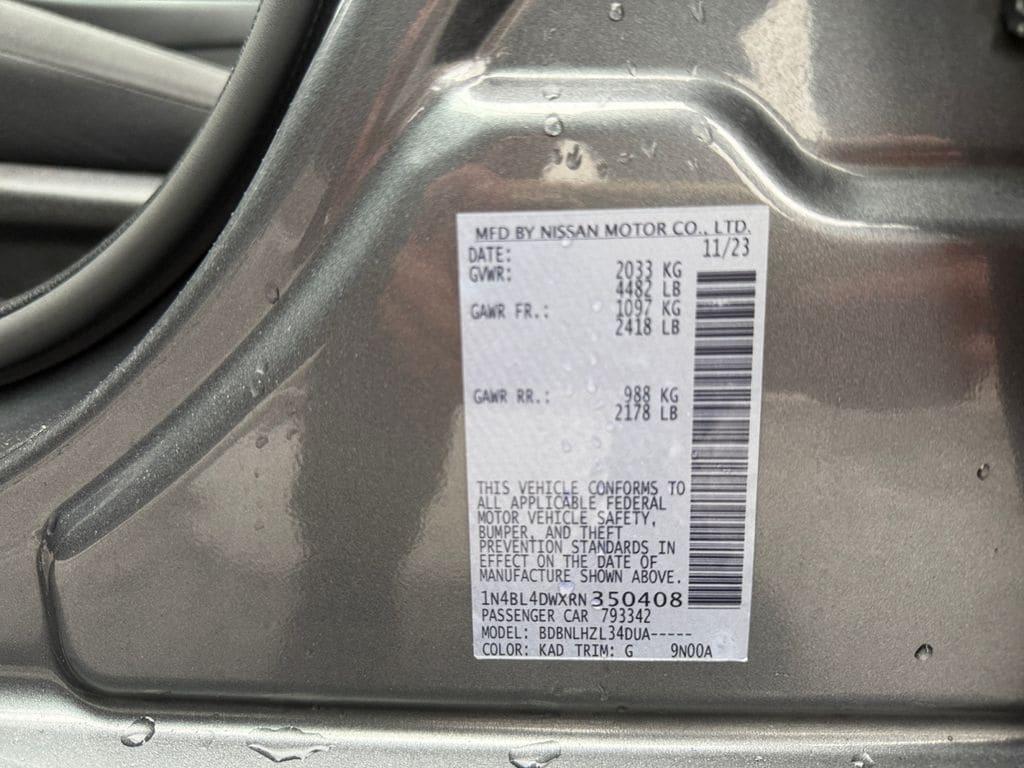 MFD BY NISSAN MOTOR CO., LTD.
DATE: 11/23
GVWR: 2033 KG
4482 LB
GAWR FR.: 1097 KG
2418 LB
GAWR RR.: 988 KG
2178 LB
THIS VEHICLE CONFORMS TO
ALL APPLICABLE FEDERAL
MOTOR VEHICLE SAFETY,
BUMPER, AND THEFT
PREVENTION STANDARDS IN
EFFECT ON THE DATE OF
MANUFACTURE SHOWN ABOVE.
1N4BL4DWXRN350408
PASSENGER CAR 793342
MODEL: BDBNLHZL34DUA-----
COLOR: KAD TRIM: G 9N00A